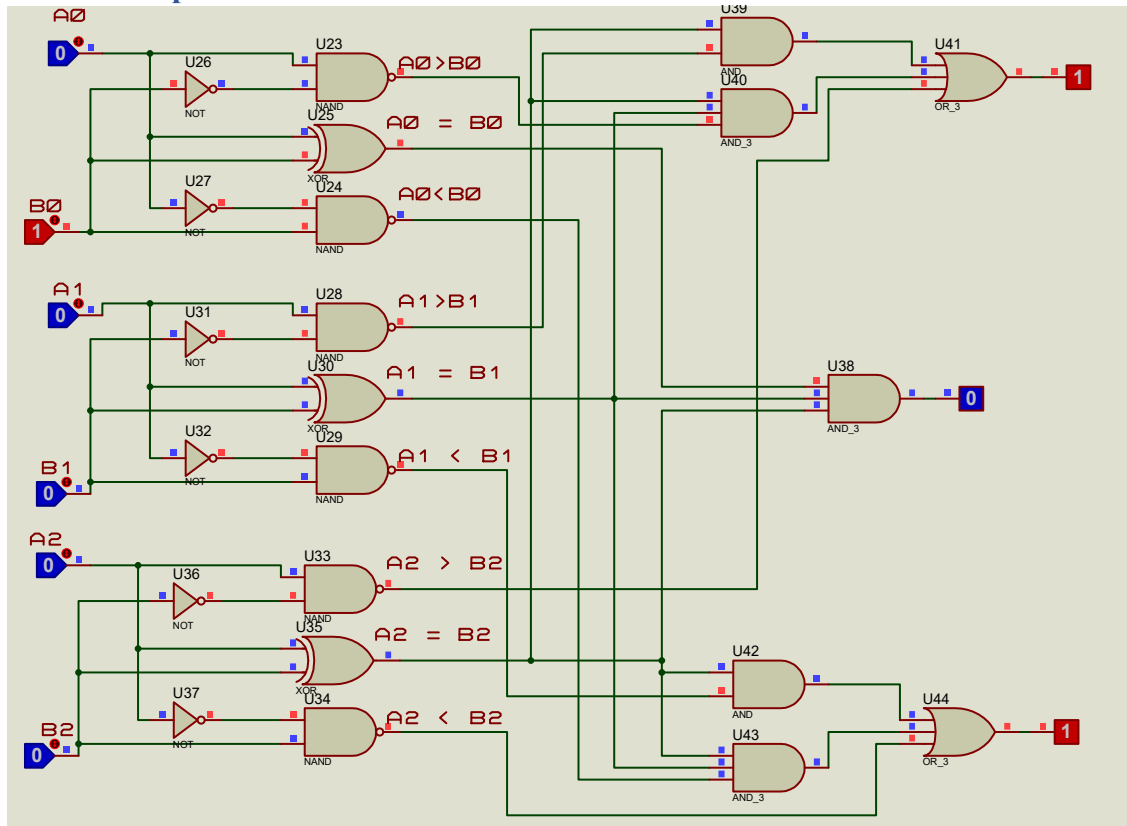 A0
0
U23
U26
NOT
NAND
A0>B0
U25
XOR
A0 = B0
U27
NOT
U24
NAND
A0<B0
B0
1
A1
0
U28
U31
NOT
NAND
A1>B1
U30
XOR
A1 = B1
U32
NOT
U29
NAND
A1 < B1
B1
0
A2
0
U33
U36
NOT
NAND
A2 > B2
U35
XOR
A2 = B2
U37
NOT
U34
NAND
A2 < B2
B2
0
U39
AND
U40
AND_3
U41
OR_3
1
U38
AND_3
0
U42
AND
U43
AND_3
U44
OR_3
1